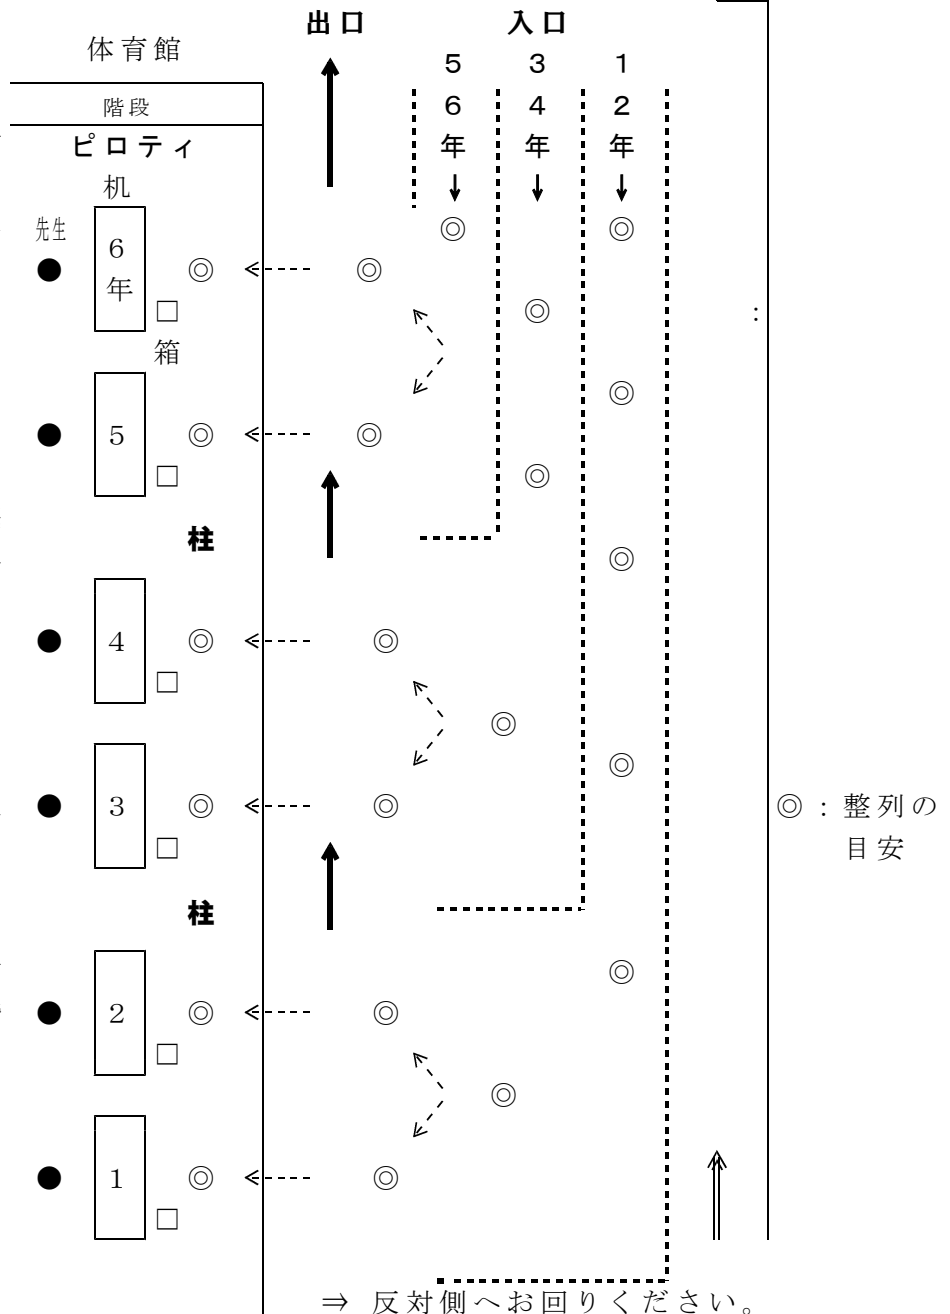 出口 入口
体育館
5 3 1
階段
6 4 2
ピロティ
年 年 年
机
先生
6
年
箱
5
柱
4
3
◎:整列の
目安
柱
2
1
⇒ 反対側へお回りください。